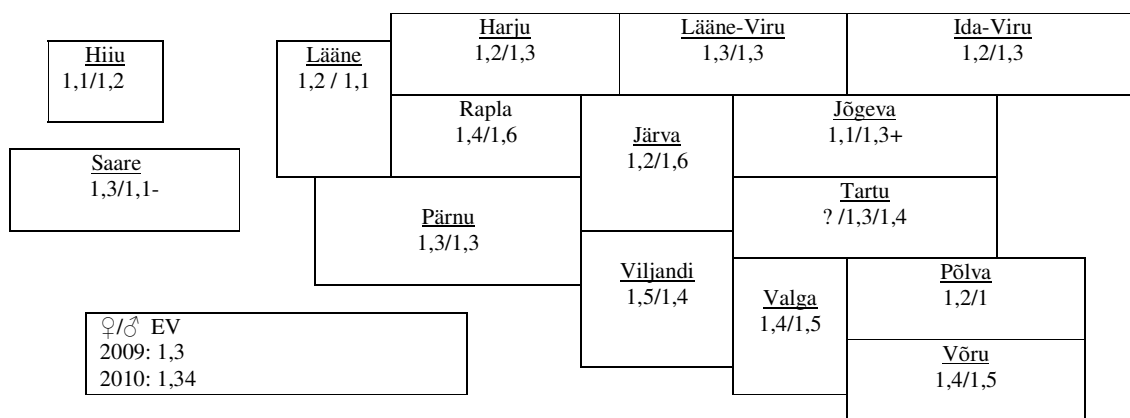 Hiiu
1,1/1,2
Lääne
1,2 / 1,1
Harju
1,2/1,3
Lääne-Viru
1,3/1,3
Ida-Viru
1,2/1,3
Rapla
1,4/1,6
Järva
1,2/1,6
Jõgeva
1,1/1,3+
Saare
1,3/1,1-
Pärnu
1,3/1,3
Tartu
? /1,3/1,4
Viljandi
1,5/1,4
Valga
1,4/1,5
Põlva
1,2/1
Võru
1,4/1,5
♀/♂ EV
2009: 1,3
2010: 1,34